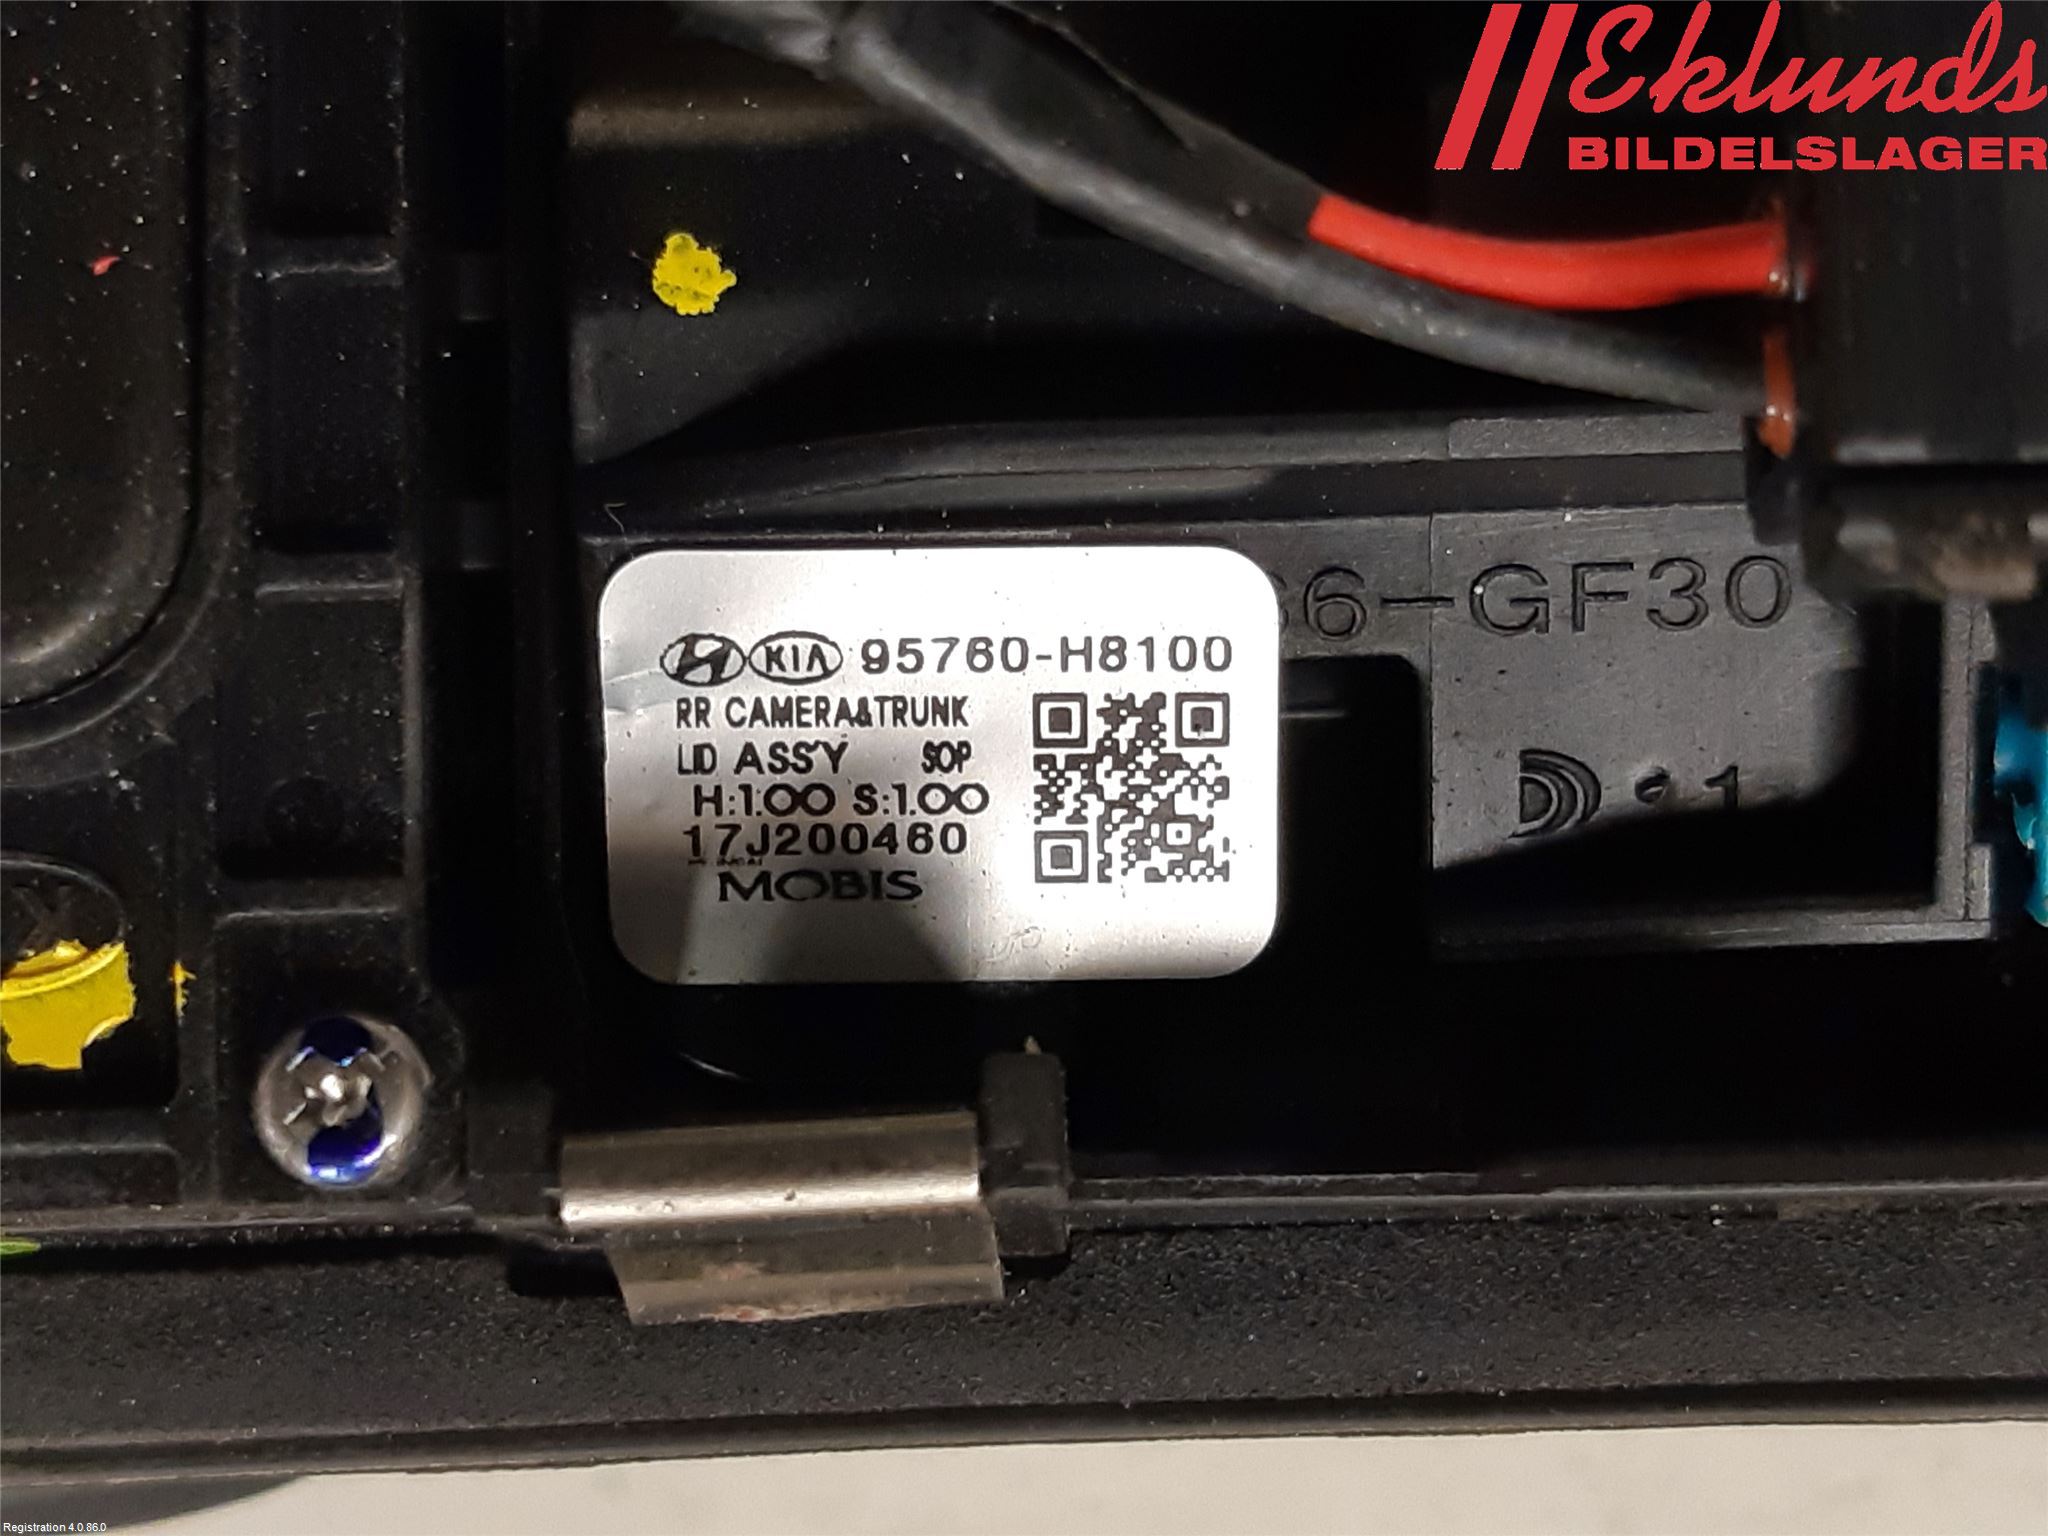 Eklunds
BILDELSLAGER
6-GF30
KIA 95760-H8100
RR CAMERA&TRUNK
LID ASS'Y SOP
H:1.00 S:1.00
17J200460
MOBIS
1
Registration 4.0.86.0